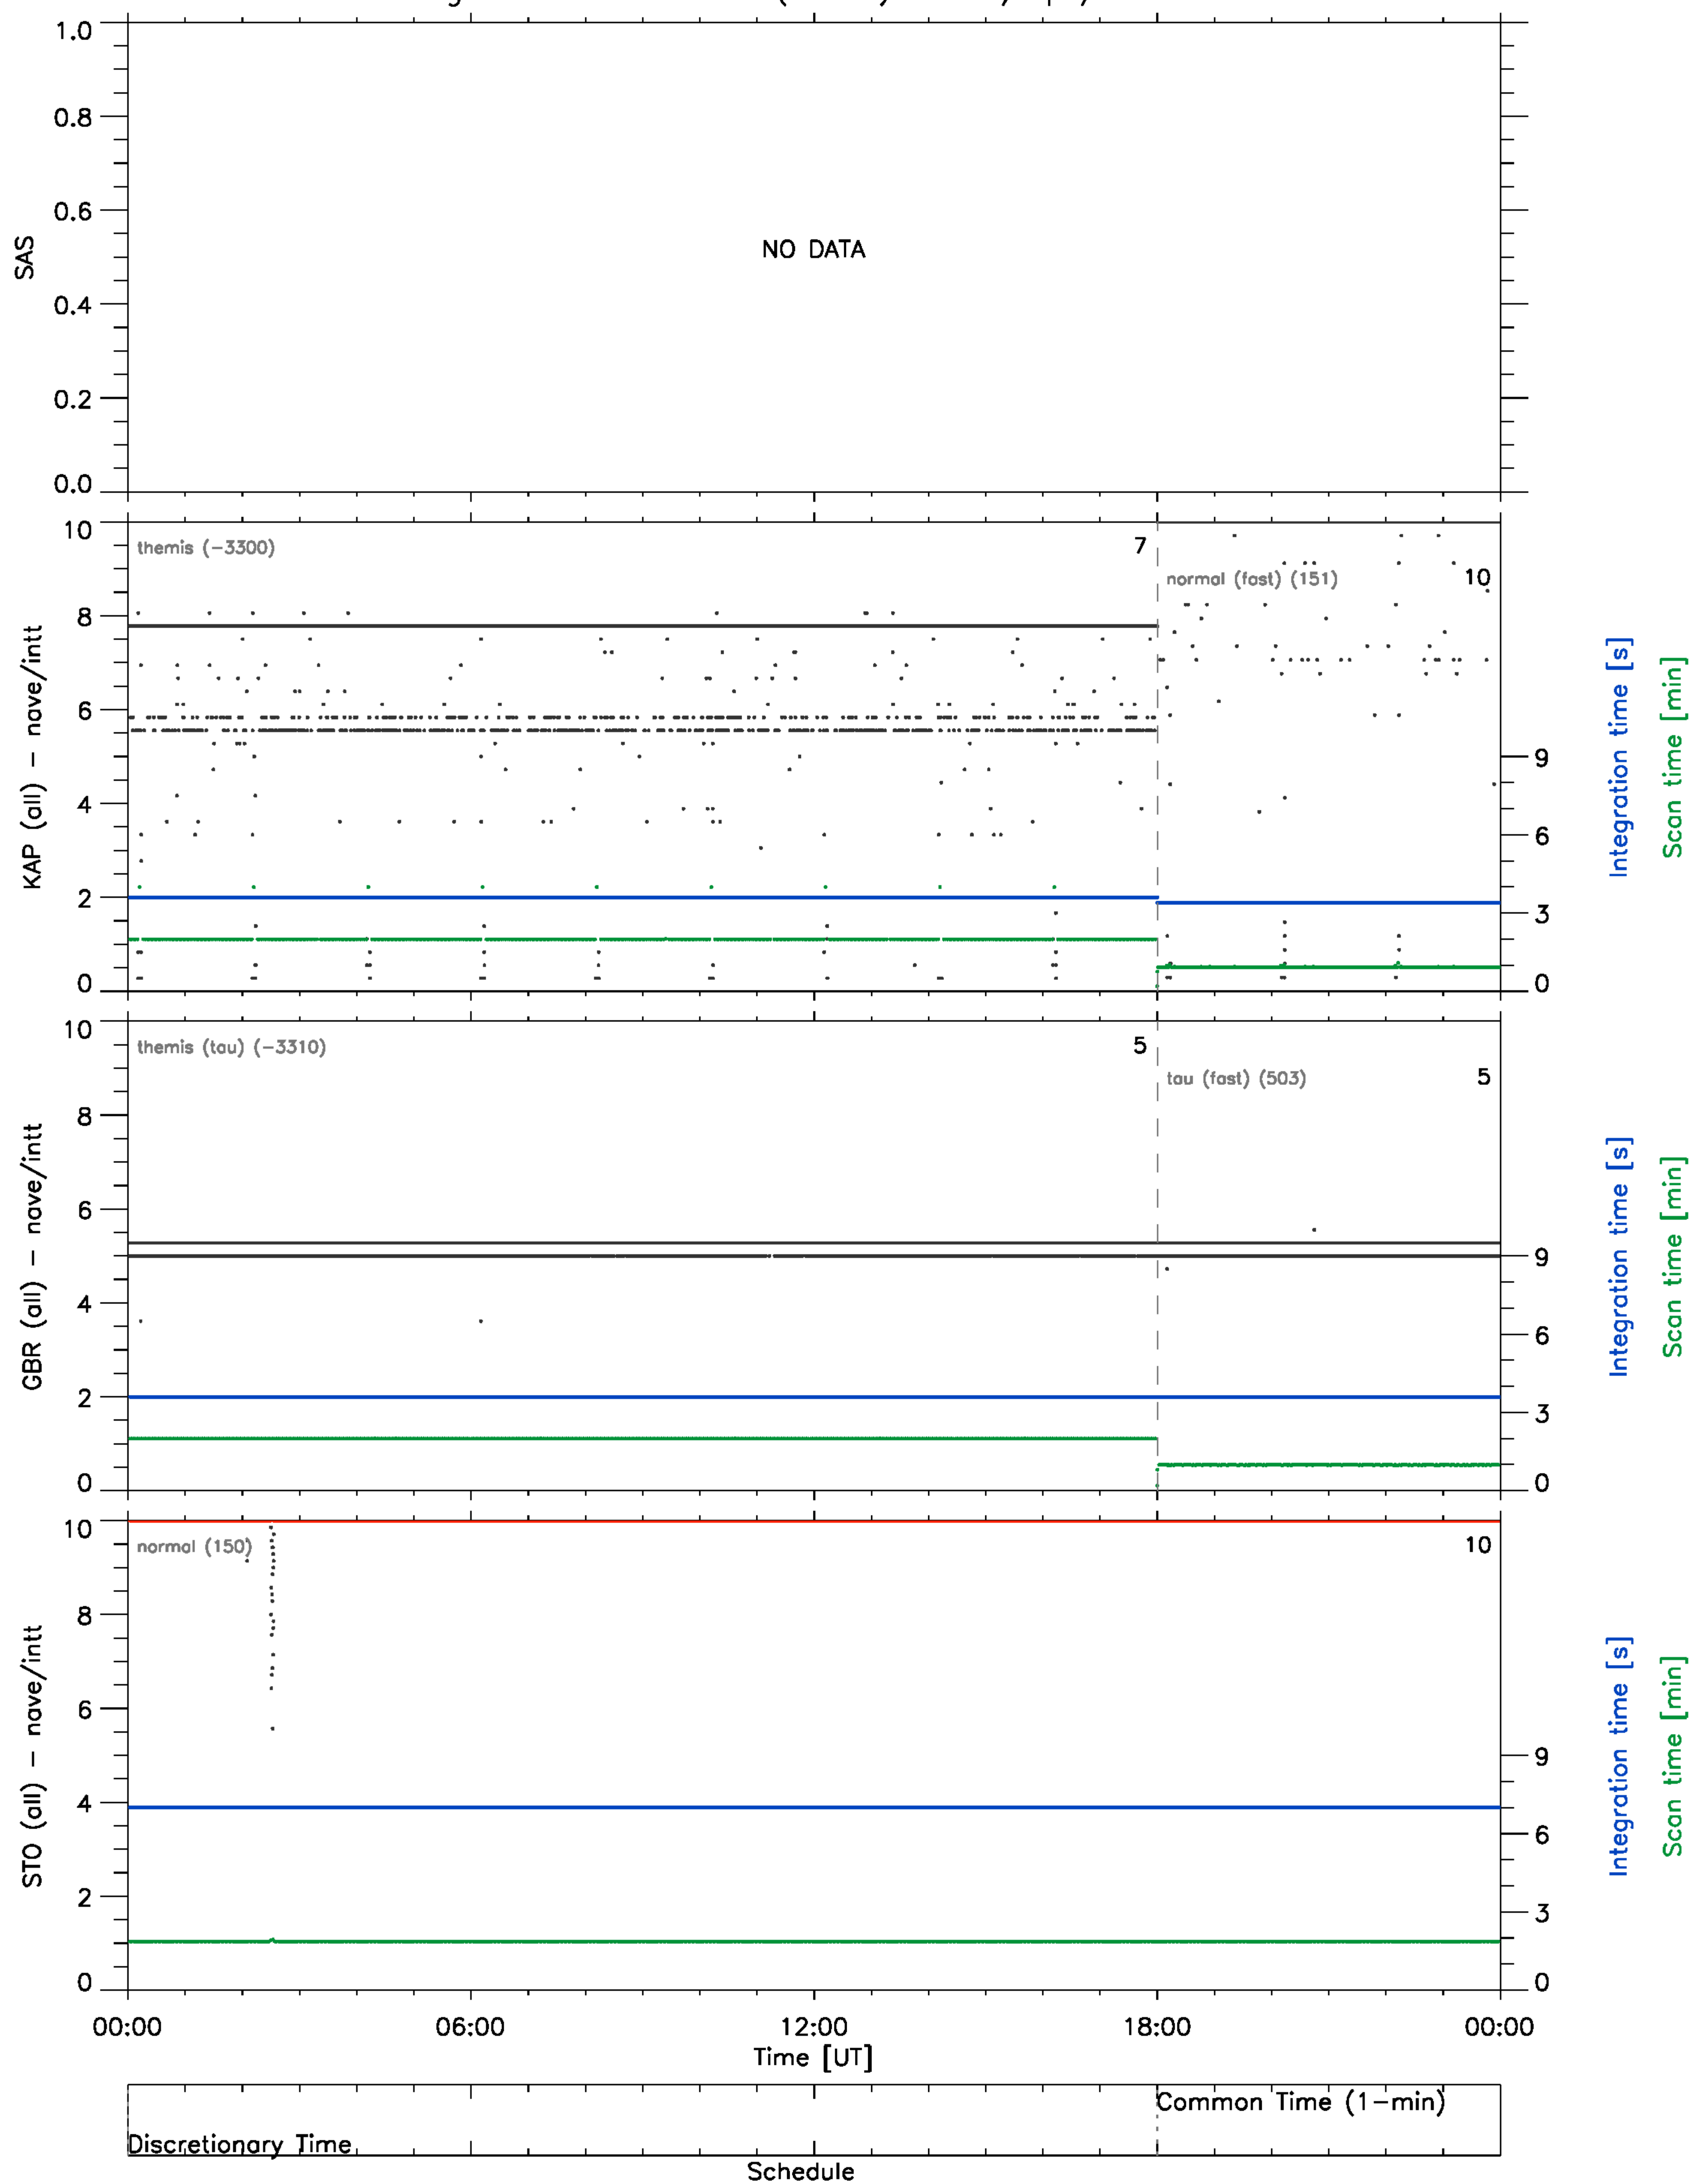 1.0
0.8
0.6
0.4
0.2
0.0
SAS
NO DATA
10
8
6
4
2
0
KAP (all) − nave/intt
themis (−3300)
7
normal (fast) (151)
10
9
6
3
0
Integration time [s]
Scan time [min]
10
8
6
4
2
0
GBR (all) − nave/intt
themis (tau) (−3310)
5
tau (fast) (503)
5
9
6
3
0
Integration time [s]
Scan time [min]
10
8
6
4
2
0
STO (all) − nave/intt
normal (150)
10
9
6
3
0
Integration time [s]
Scan time [min]
00:00 06:00 12:00 18:00 00:00
Time [UT]
Common Time (1−min)
Discretionary Time
Schedule